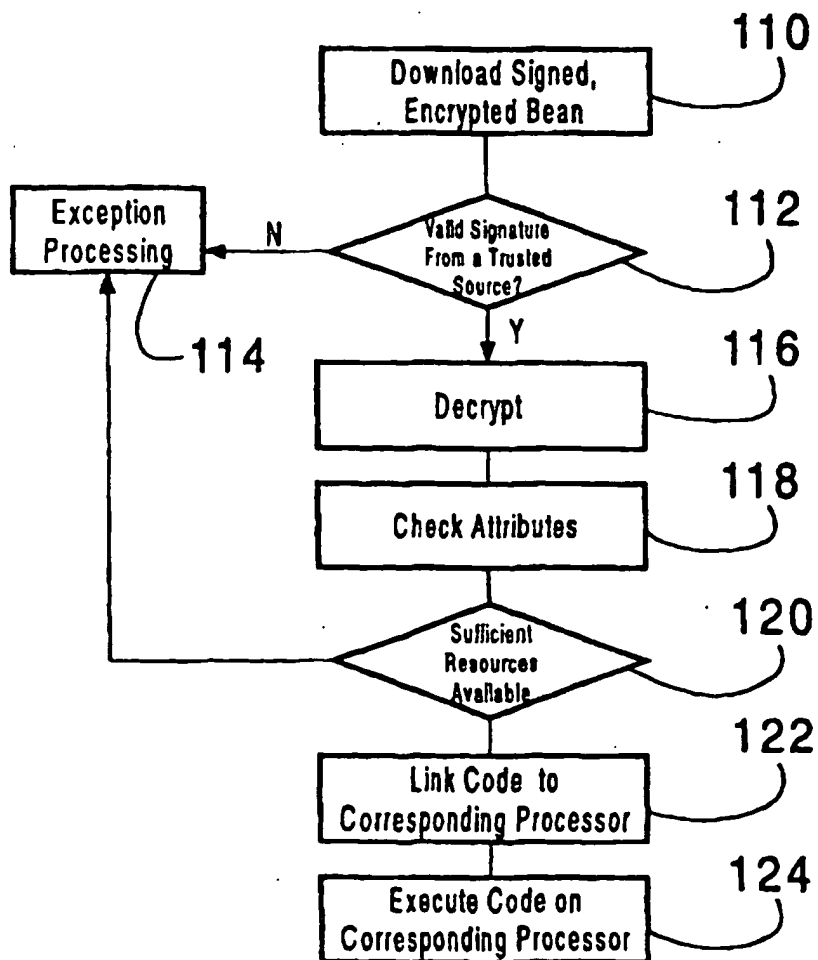 110
Download Signed,
Encrypted Bean
Exception
Processing
N
Valid Signature
From a Trusted
Source?
112
114
Y
116
Decrypt
118
Check Attributes
120
Sufficient
Resources
Available
122
Link Code to
Corresponding Processor
124
Execute Code on
Corresponding Processor